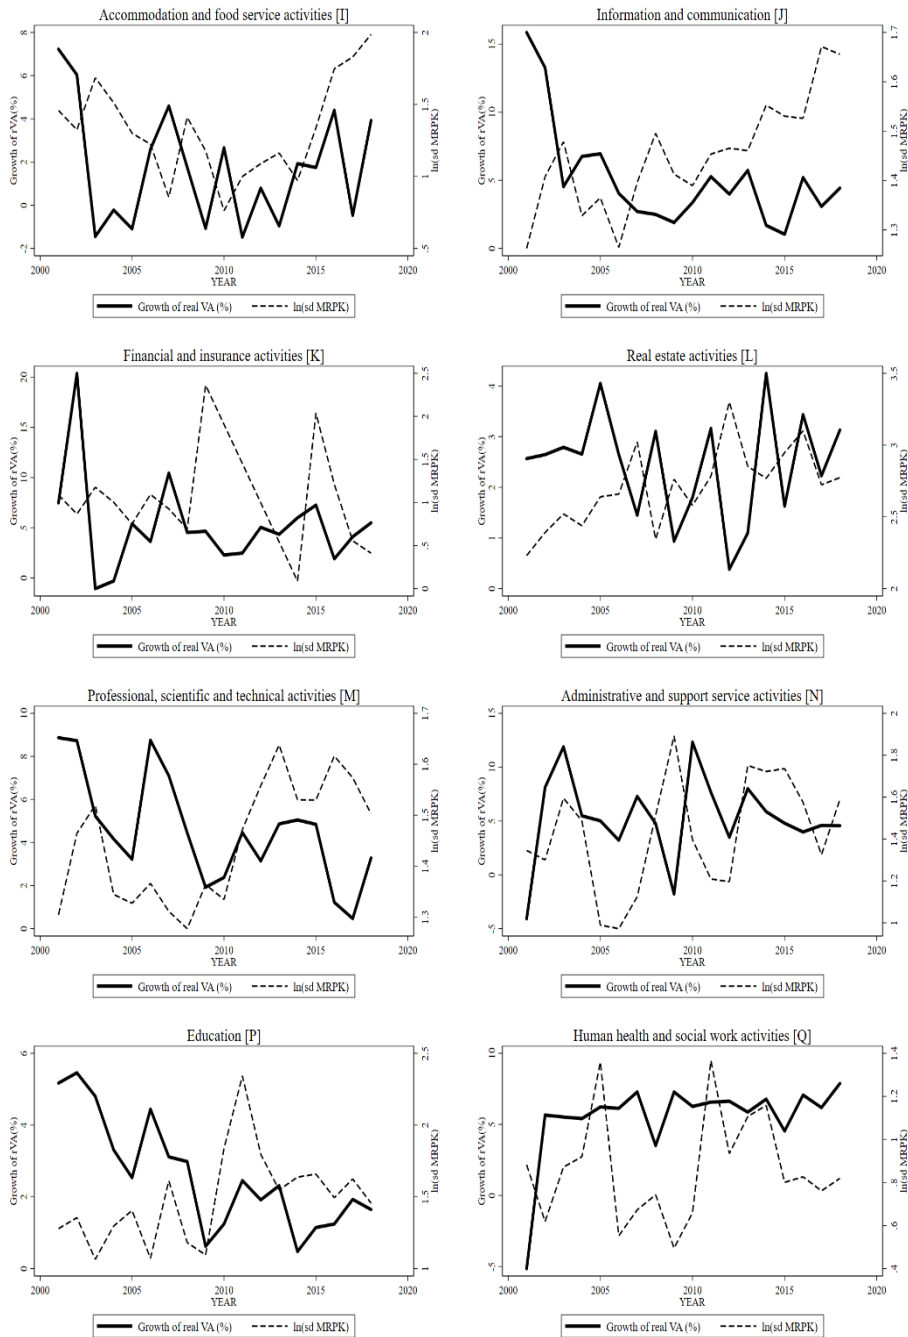 Accommodation and food service activities [I]
Growth of rVA(%)
8
6
4
2
0
-2
2
1.5
1
.5
ln(sd MRPK)
2000 2005 2010 2015 2020
YEAR
Growth of real VA (%) ln(sd MRPK)
Information and communication [J]
Growth of rVA(%)
15
10
5
0
1.7
1.6
1.5
1.4
1.3
ln(sd MRPK)
2000 2005 2010 2015 2020
YEAR
Growth of real VA (%) ln(sd MRPK)
Financial and insurance activities [K]
Growth of rVA(%)
20
15
10
5
0
2.5
2
1.5
1
.5
0
ln(sd MRPK)
2000 2005 2010 2015 2020
YEAR
Growth of real VA (%) ln(sd MRPK)
Real estate activities [L]
Growth of rVA(%)
4
3
2
1
0
3.5
3
2.5
2
ln(sd MRPK)
2000 2005 2010 2015 2020
YEAR
Growth of real VA (%) ln(sd MRPK)
Professional, scientific and technical activities [M]
Growth of rVA(%)
10
8
6
4
2
0
1.7
1.6
1.5
1.4
1.3
ln(sd MRPK)
2000 2005 2010 2015 2020
YEAR
Growth of real VA (%) ln(sd MRPK)
Administrative and support service activities [N]
Growth of rVA(%)
15
10
5
0
-5
2
1.8
1.6
1.4
1.2
1
ln(sd MRPK)
2000 2005 2010 2015 2020
YEAR
Growth of real VA (%) ln(sd MRPK)
Education [P]
Growth of rVA(%)
6
4
2
0
2.5
2
1.5
1
ln(sd MRPK)
2000 2005 2010 2015 2020
YEAR
Growth of real VA (%) ln(sd MRPK)
Human health and social work activities [Q]
Growth of rVA(%)
10
5
0
-5
1.4
1.2
1
.8
.6
.4
ln(sd MRPK)
2000 2005 2010 2015 2020
YEAR
Growth of real VA (%) ln(sd MRPK)